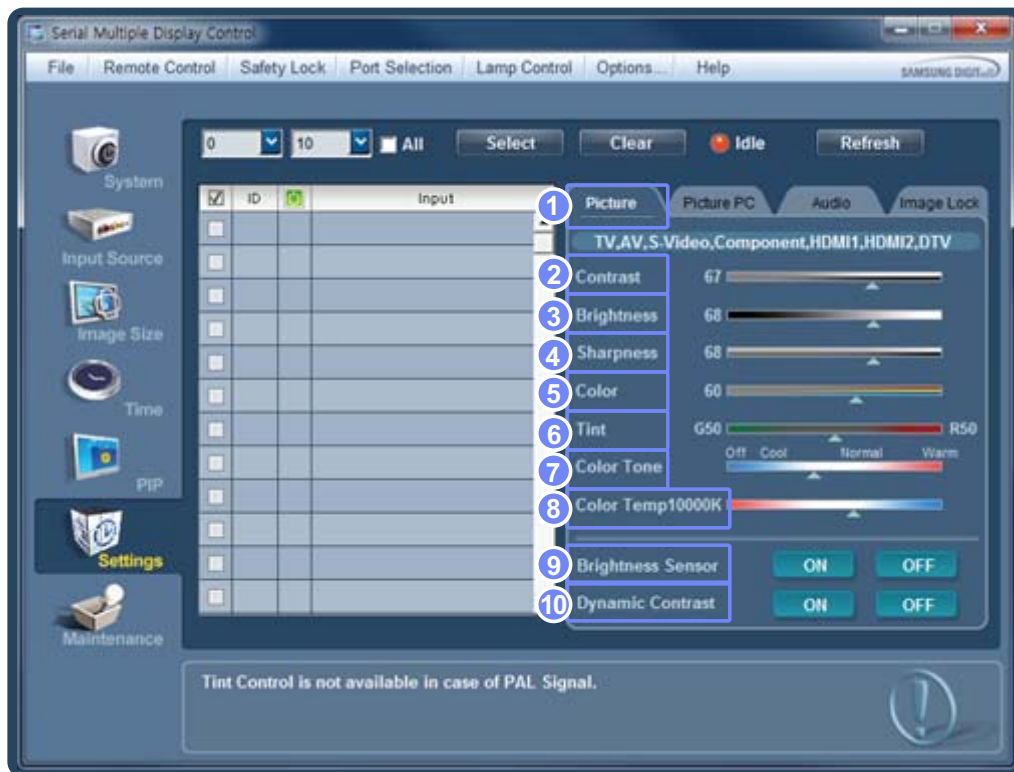 Serial Multiple Display Control
File Remote Control Safety Lock Port Selection Lamp Control Options... Help SAMSUNG DIGITall
0 10 All Select Clear Idle Refresh
System
Input Source
Image Size
Time
PIP
Settings
Maintenance
ID Input
1 Picture Picture PC Audio Image Lock
TV,AV,S-Video,Component,HDMI1,HDMI2,DTV
2 Contrast 67
3 Brightness 68
4 Sharpness 68
5 Color 60
6 Tint G50 R50
Off Cool Normal Warm
7 Color Tone
8 Color Temp10000K
9 Brightness Sensor ON OFF
10 Dynamic Contrast ON OFF
Tint Control is not available in case of PAL Signal.